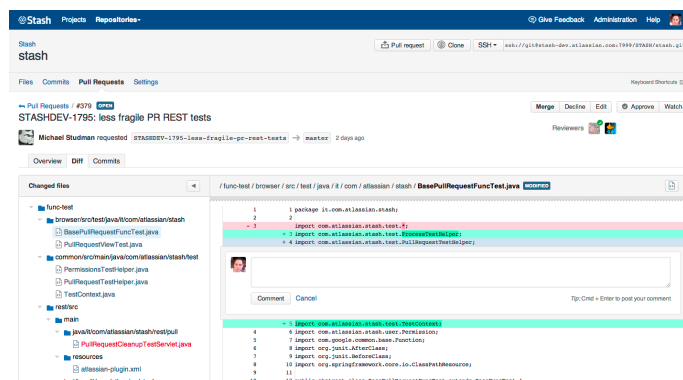 Stash Projects Repositories Give Feedback Administration Help
Stash
stash
Pull request Clone SSH ssh://git@stash-dev.atlassian.com:7999/STASH/stash.gi
Files Commits Pull Requests Settings
Keyboard Shortcuts
Pull Requests / #379 OPEN
Merge Decline Edit Approve Watch
STASHDEV-1795: less fragile PR REST tests
Reviewers
Michael Studman requested STASHDEV-1795-less-fragile-pr-rest-tests → master 2 days ago
Overview Diff Commits
Changed files
/ func-test / browser / src / test / java / it / com / atlassian / stash / BasePullRequestFuncTest.java MODIFIED
func-test
browser/src/test/java/it/com/atlassian/stash
BasePullRequestFuncTest.java
PullRequestViewTest.java
common/src/main/java/com/atlassian/stash/test
PermissionsTestHelper.java
PullRequestTestHelper.java
TestContext.java
rest/src
main
java/it/com/atlassian/stash/rest/pull
PullRequestCleanupTestServlet.java
resources
atlassian-plugin.xml
1 1 package it.com.atlassian.stash;
2 2
- 3 import com.atlassian.stash.test.*;
+ 3 import com.atlassian.stash.test.ProcessTestHelper;
+ 4 import com.atlassian.stash.test.PullRequestTestHelper;
Comment Cancel
Tip: Cmd + Enter to post your comment
+ 5 import com.atlassian.stash.test.TestContext;
4 6 import com.atlassian.stash.user.Permission;
5 7 import com.google.common.base.Function;
6 8 import org.junit.AfterClass;
7 9 import org.junit.BeforeClass;
8 10 import org.springframework.core.io.ClassPathResource;
9 11